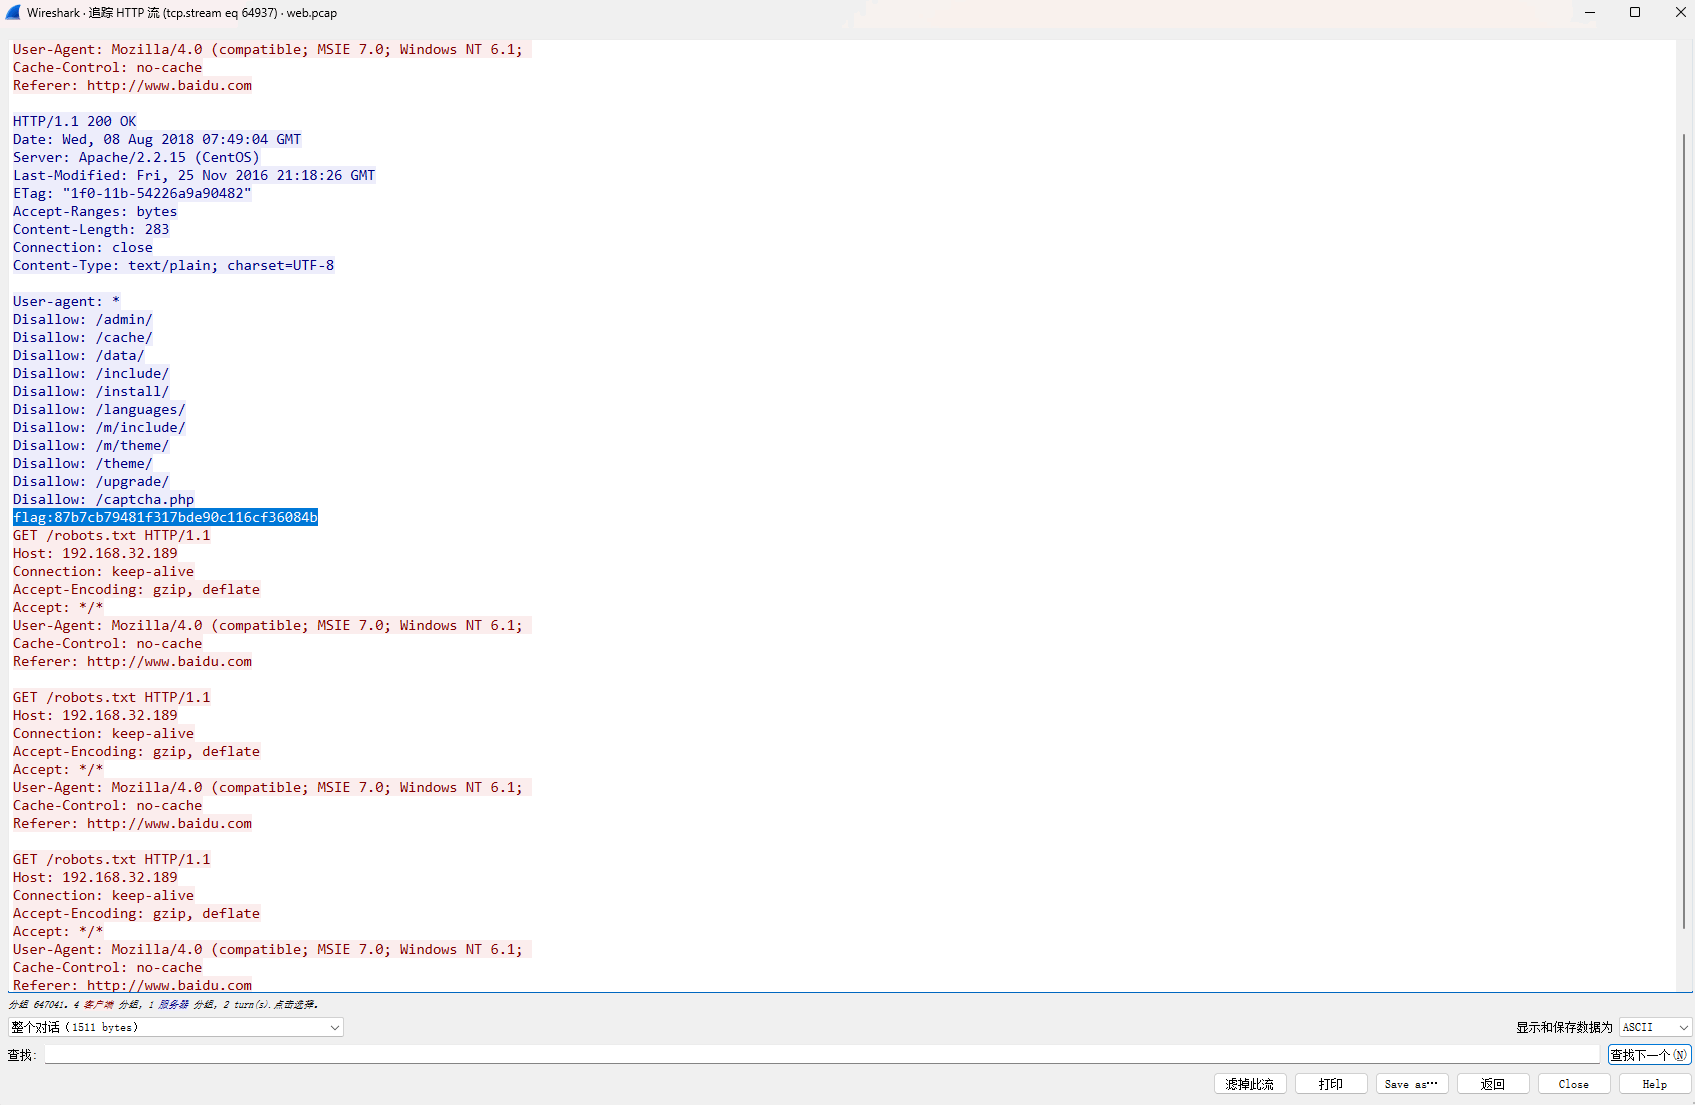 Wireshark · 追踪 HTTP 流 (tcp.stream eq 64937) · web.pcap
User-Agent: Mozilla/4.0 (compatible; MSIE 7.0; Windows NT 6.1;
Cache-Control: no-cache
Referer: http://www.baidu.com
HTTP/1.1 200 OK
Date: Wed, 08 Aug 2018 07:49:04 GMT
Server: Apache/2.2.15 (CentOS)
Last-Modified: Fri, 25 Nov 2016 21:18:26 GMT
ETag: "1f0-11b-54226a9a90482"
Accept-Ranges: bytes
Content-Length: 283
Connection: close
Content-Type: text/plain; charset=UTF-8
User-agent: *
Disallow: /admin/
Disallow: /cache/
Disallow: /data/
Disallow: /include/
Disallow: /install/
Disallow: /languages/
Disallow: /m/include/
Disallow: /m/theme/
Disallow: /theme/
Disallow: /upgrade/
Disallow: /captcha.php
flag:87b7cb79481f317bde90c116cf36084b
GET /robots.txt HTTP/1.1
Host: 192.168.32.189
Connection: keep-alive
Accept-Encoding: gzip, deflate
Accept: */*
User-Agent: Mozilla/4.0 (compatible; MSIE 7.0; Windows NT 6.1;
Cache-Control: no-cache
Referer: http://www.baidu.com
GET /robots.txt HTTP/1.1
Host: 192.168.32.189
Connection: keep-alive
Accept-Encoding: gzip, deflate
Accept: */*
User-Agent: Mozilla/4.0 (compatible; MSIE 7.0; Windows NT 6.1;
Cache-Control: no-cache
Referer: http://www.baidu.com
GET /robots.txt HTTP/1.1
Host: 192.168.32.189
Connection: keep-alive
Accept-Encoding: gzip, deflate
Accept: */*
User-Agent: Mozilla/4.0 (compatible; MSIE 7.0; Windows NT 6.1;
Cache-Control: no-cache
Referer: http://www.baidu.com
分组 647041。4 客户端 分组, 1 服务器 分组, 2 turn(s).点击选择。
整个对话 (1511 bytes)
显示和保存数据为 ASCII
查找:
查找下一个(N)
滤掉此流 打印 Save as… 返回 Close Help